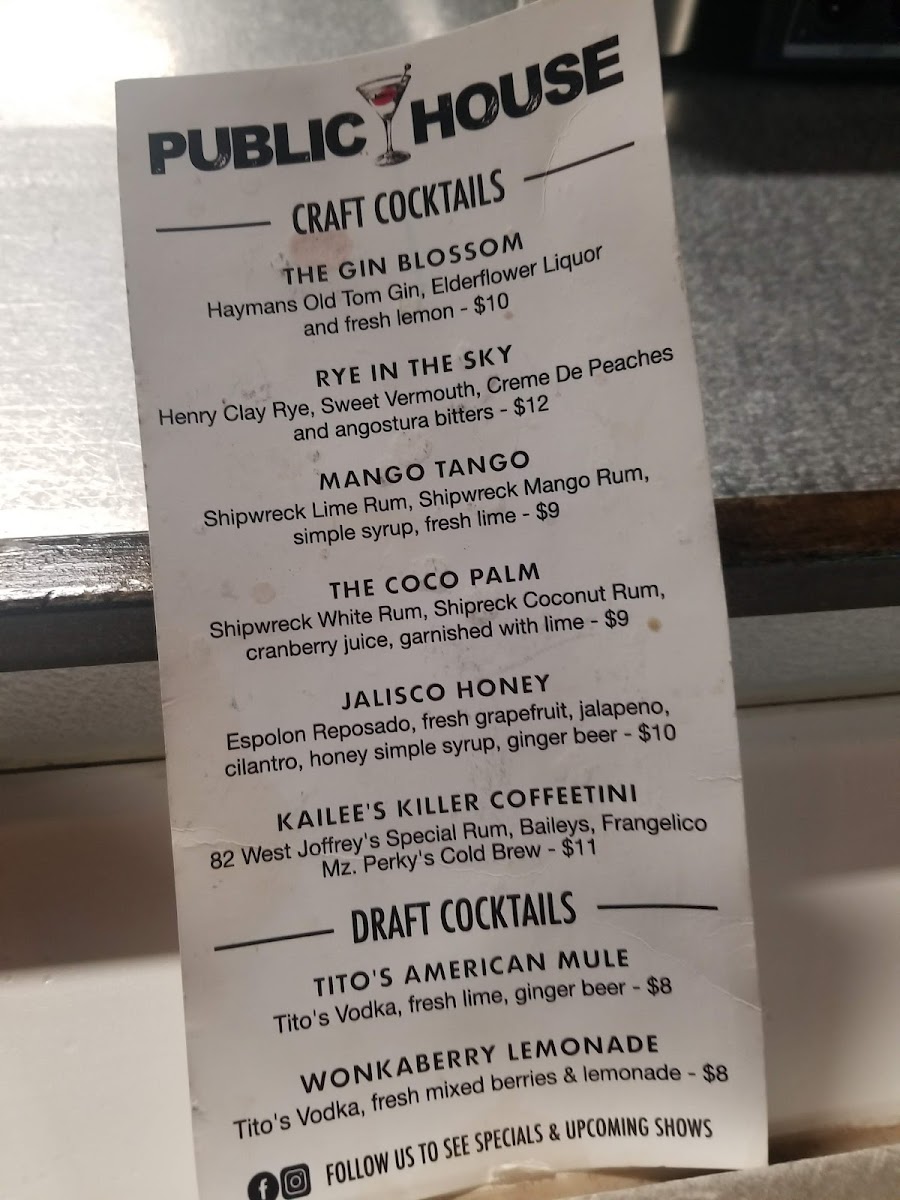 PUBLIC HOUSE
CRAFT COCKTAILS
THE GIN BLOSSOM
Haymans Old Tom Gin, Elderflower Liquor
and fresh lemon - $10
RYE IN THE SKY
Henry Clay Rye, Sweet Vermouth, Creme De Peaches
and angostura bitters - $12
MANGO TANGO
Shipwreck Lime Rum, Shipwreck Mango Rum,
simple syrup, fresh lime - $9
THE COCO PALM
Shipwreck White Rum, Shipreck Coconut Rum,
cranberry juice, garnished with lime - $9
JALISCO HONEY
Espolon Reposado, fresh grapefruit, jalapeno,
cilantro, honey simple syrup, ginger beer - $10
KAILEE'S KILLER COFFEETINI
82 West Joffrey's Special Rum, Baileys, Frangelico
Mz. Perky's Cold Brew - $11
DRAFT COCKTAILS
TITO'S AMERICAN MULE
Tito's Vodka, fresh lime, ginger beer - $8
WONKABERRY LEMONADE
Tito's Vodka, fresh mixed berries & lemonade - $8
FOLLOW US TO SEE SPECIALS & UPCOMING SHOWS